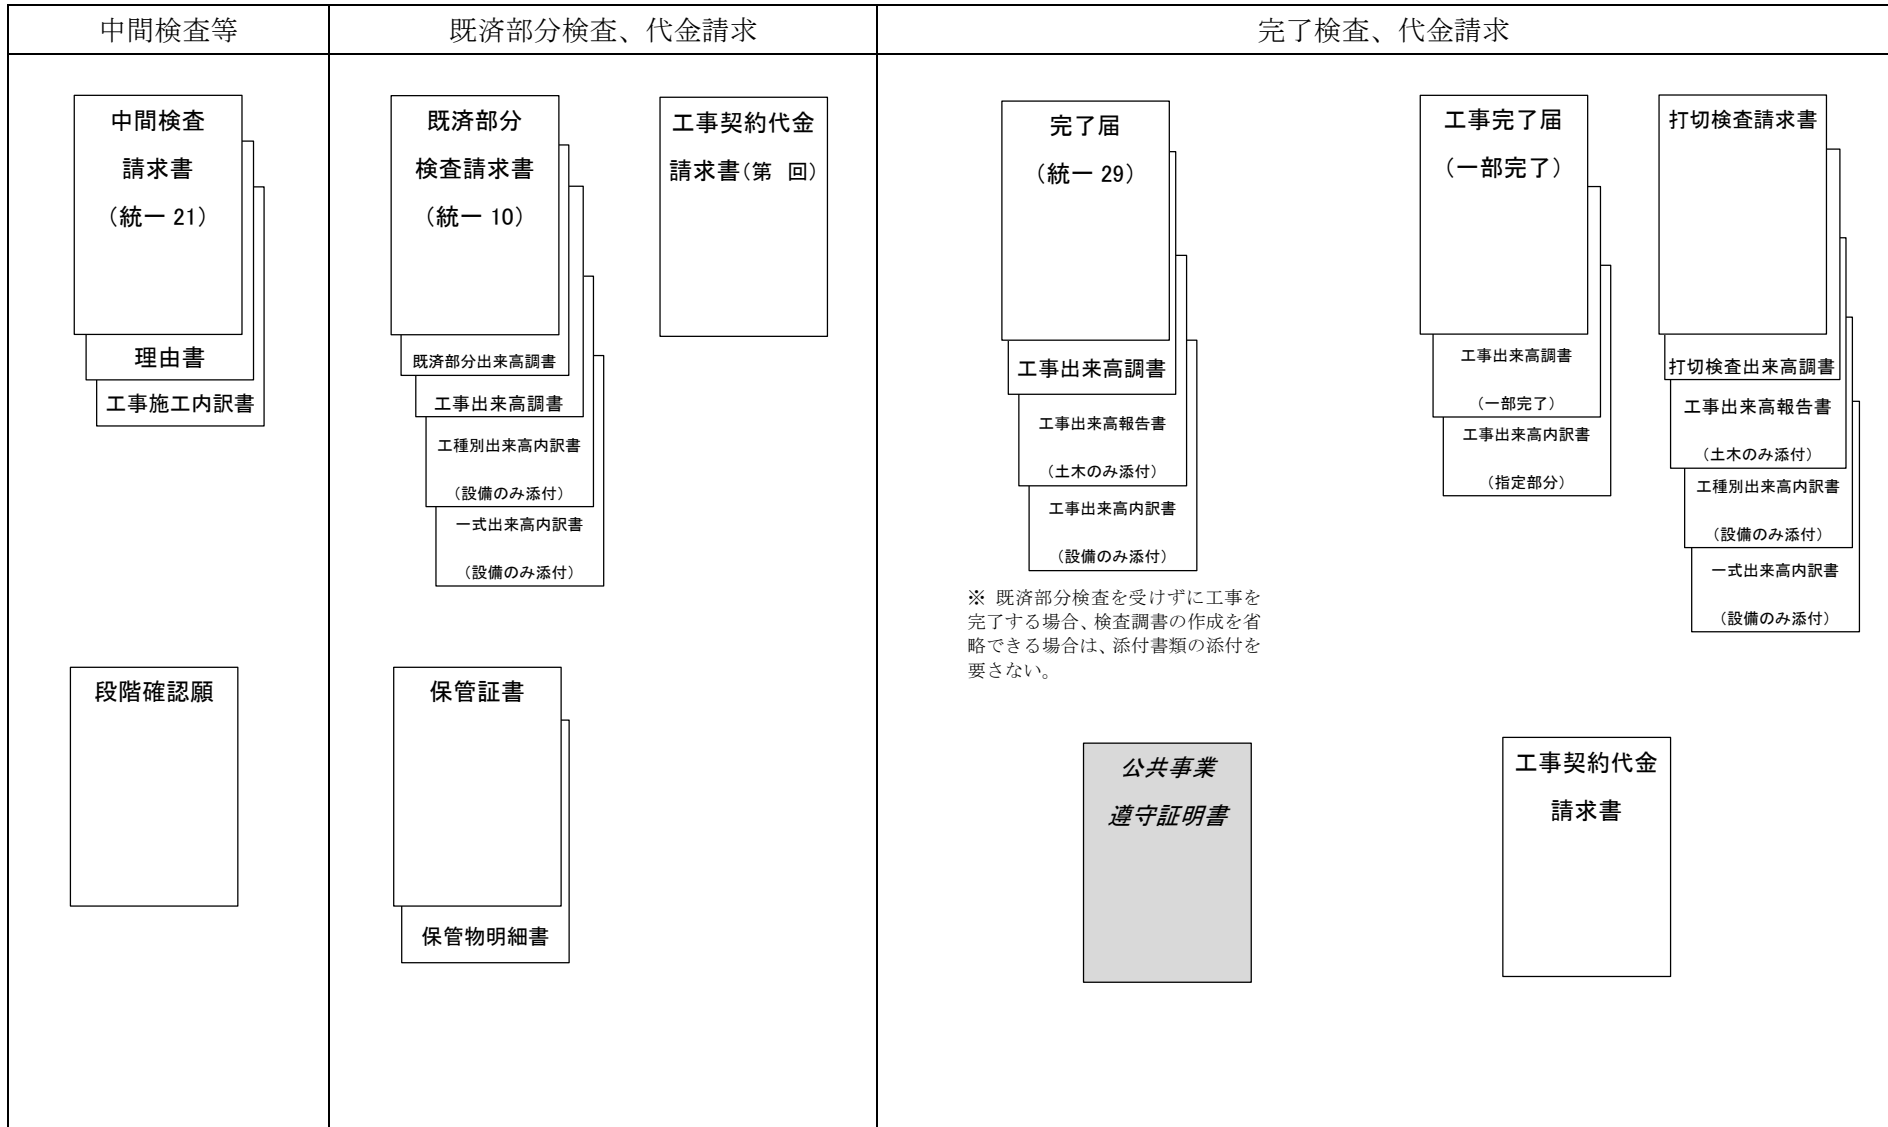 中間検査等
既済部分検査、代金請求
完了検査、代金請求
中間検査
請求書
（統一 21）
理由書
工事施工内訳書
既済部分
検査請求書
（統一 10）
既済部分出来高調書
工事出来高調書
工種別出来高内訳書
（設備のみ添付）
一式出来高内訳書
（設備のみ添付）
工事契約代金
請求書（第　回）
完了届
（統一 29）
工事出来高調書
工事出来高報告書
（土木のみ添付）
工事出来高内訳書
（設備のみ添付）
※ 既済部分検査を受けずに工事を
完了する場合、検査調書の作成を省
略できる場合は、添付書類の添付を
要さない。
工事完了届
（一部完了）
工事出来高調書
（一部完了）
工事出来高内訳書
（指定部分）
打切検査請求書
打切検査出来高調書
工事出来高報告書
（土木のみ添付）
工種別出来高内訳書
（設備のみ添付）
一式出来高内訳書
（設備のみ添付）
段階確認願
保管証書
保管物明細書
公共事業
遵守証明書
工事契約代金
請求書